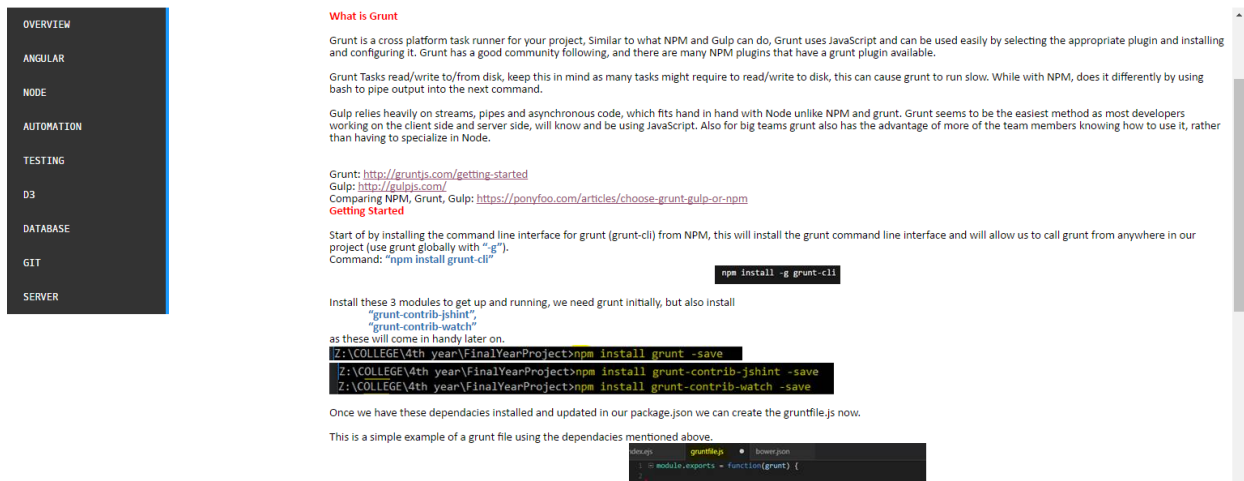 OVERVIEW
ANGULAR
NODE
AUTOMATION
TESTING
D3
DATABASE
GIT
SERVER
What is Grunt
Grunt is a cross platform task runner for your project, Similar to what NPM and Gulp can do, Grunt uses JavaScript and can be used easily by selecting the appropriate plugin and installing
and configuring it. Grunt has a good community following, and there are many NPM plugins that have a grunt plugin available.
Grunt Tasks read/write to/from disk, keep this in mind as many tasks might require to read/write to disk, this can cause grunt to run slow. While with NPM, does it differently by using
bash to pipe output into the next command.
Gulp relies heavily on streams, pipes and asynchronous code, which fits hand in hand with Node unlike NPM and grunt. Grunt seems to be the easiest method as most developers
working on the client side and server side, will know and be using JavaScript. Also for big teams grunt also has the advantage of more of the team members knowing how to use it, rather
than having to specialize in Node.
Grunt: http://gruntjs.com/getting-started
Gulp: http://gulpjs.com/
Comparing NPM, Grunt, Gulp: https://ponyfoo.com/articles/choose-grunt-gulp-or-npm
Getting Started
Start of by installing the command line interface for grunt (grunt-cli) from NPM, this will install the grunt command line interface and will allow us to call grunt from anywhere in our
project (use grunt globally with “-g”).
Command: “npm install grunt-cli”
npm install -g grunt-cli
Install these 3 modules to get up and running, we need grunt initially, but also install
“grunt-contrib-jshint”,
“grunt-contrib-watch”
as these will come in handy later on.
Z:\COLLEGE\4th year\FinalYearProject>npm install grunt -save
Z:\COLLEGE\4th year\FinalYearProject>npm install grunt-contrib-jshint -save
Z:\COLLEGE\4th year\FinalYearProject>npm install grunt-contrib-watch -save
Once we have these dependacies installed and updated in our package.json we can create the gruntfile.js now.
This is a simple example of a grunt file using the dependacies mentioned above.
ndex.ejs gruntfile.js bower.json
1 module.exports = function(grunt) {
2